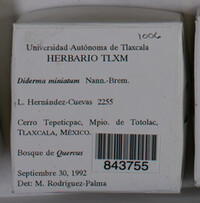 1006
Universidad Autónoma de Tlaxcala
HERBARIO TLXM
Diderma miniatum Nann.-Brem.
L. Hernández-Cuevas 2255
Cerro Tepeticpac, Mpio. de Totolac,
TLAXCALA, MÉXICO.
Bosque de Quercus
843755
Septiembre 30, 1992
Det: M. Rodríguez-Palma